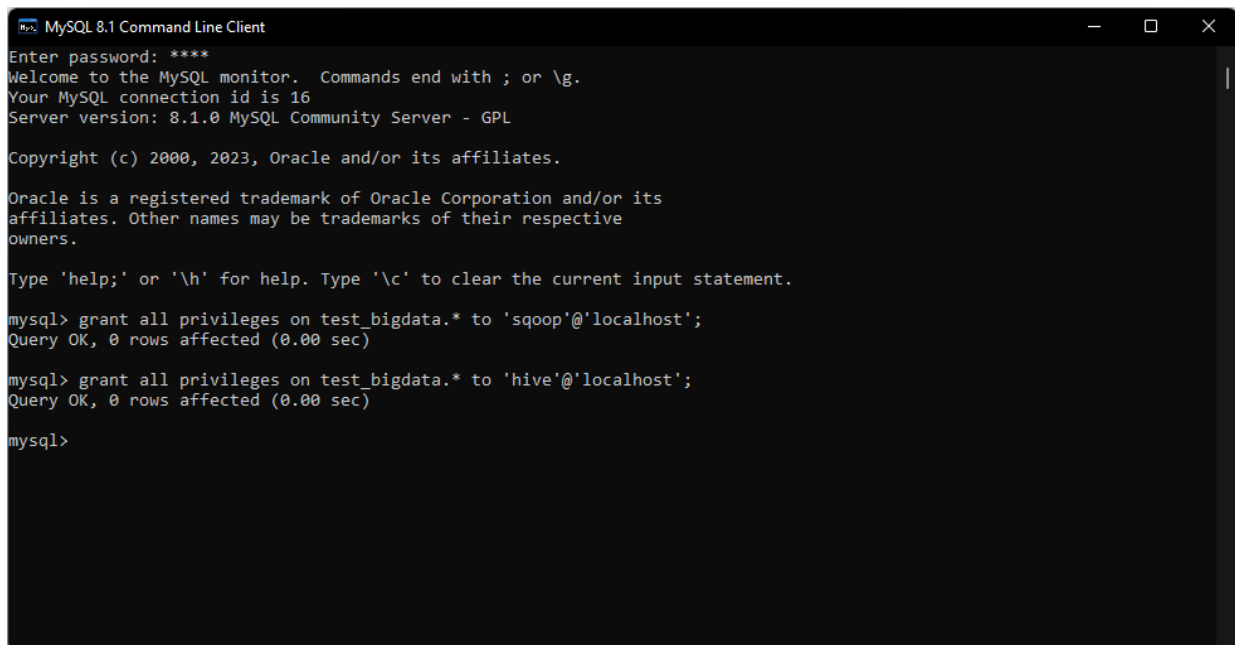 MySQL 8.1 Command Line Client
Enter password: ****
Welcome to the MySQL monitor.  Commands end with ; or \g.
Your MySQL connection id is 16
Server version: 8.1.0 MySQL Community Server - GPL
Copyright (c) 2000, 2023, Oracle and/or its affiliates.
Oracle is a registered trademark of Oracle Corporation and/or its
affiliates. Other names may be trademarks of their respective
owners.
Type 'help;' or '\h' for help. Type '\c' to clear the current input statement.
mysql> grant all privileges on test_bigdata.* to 'sqoop'@'localhost';
Query OK, 0 rows affected (0.00 sec)
mysql> grant all privileges on test_bigdata.* to 'hive'@'localhost';
Query OK, 0 rows affected (0.00 sec)
mysql>